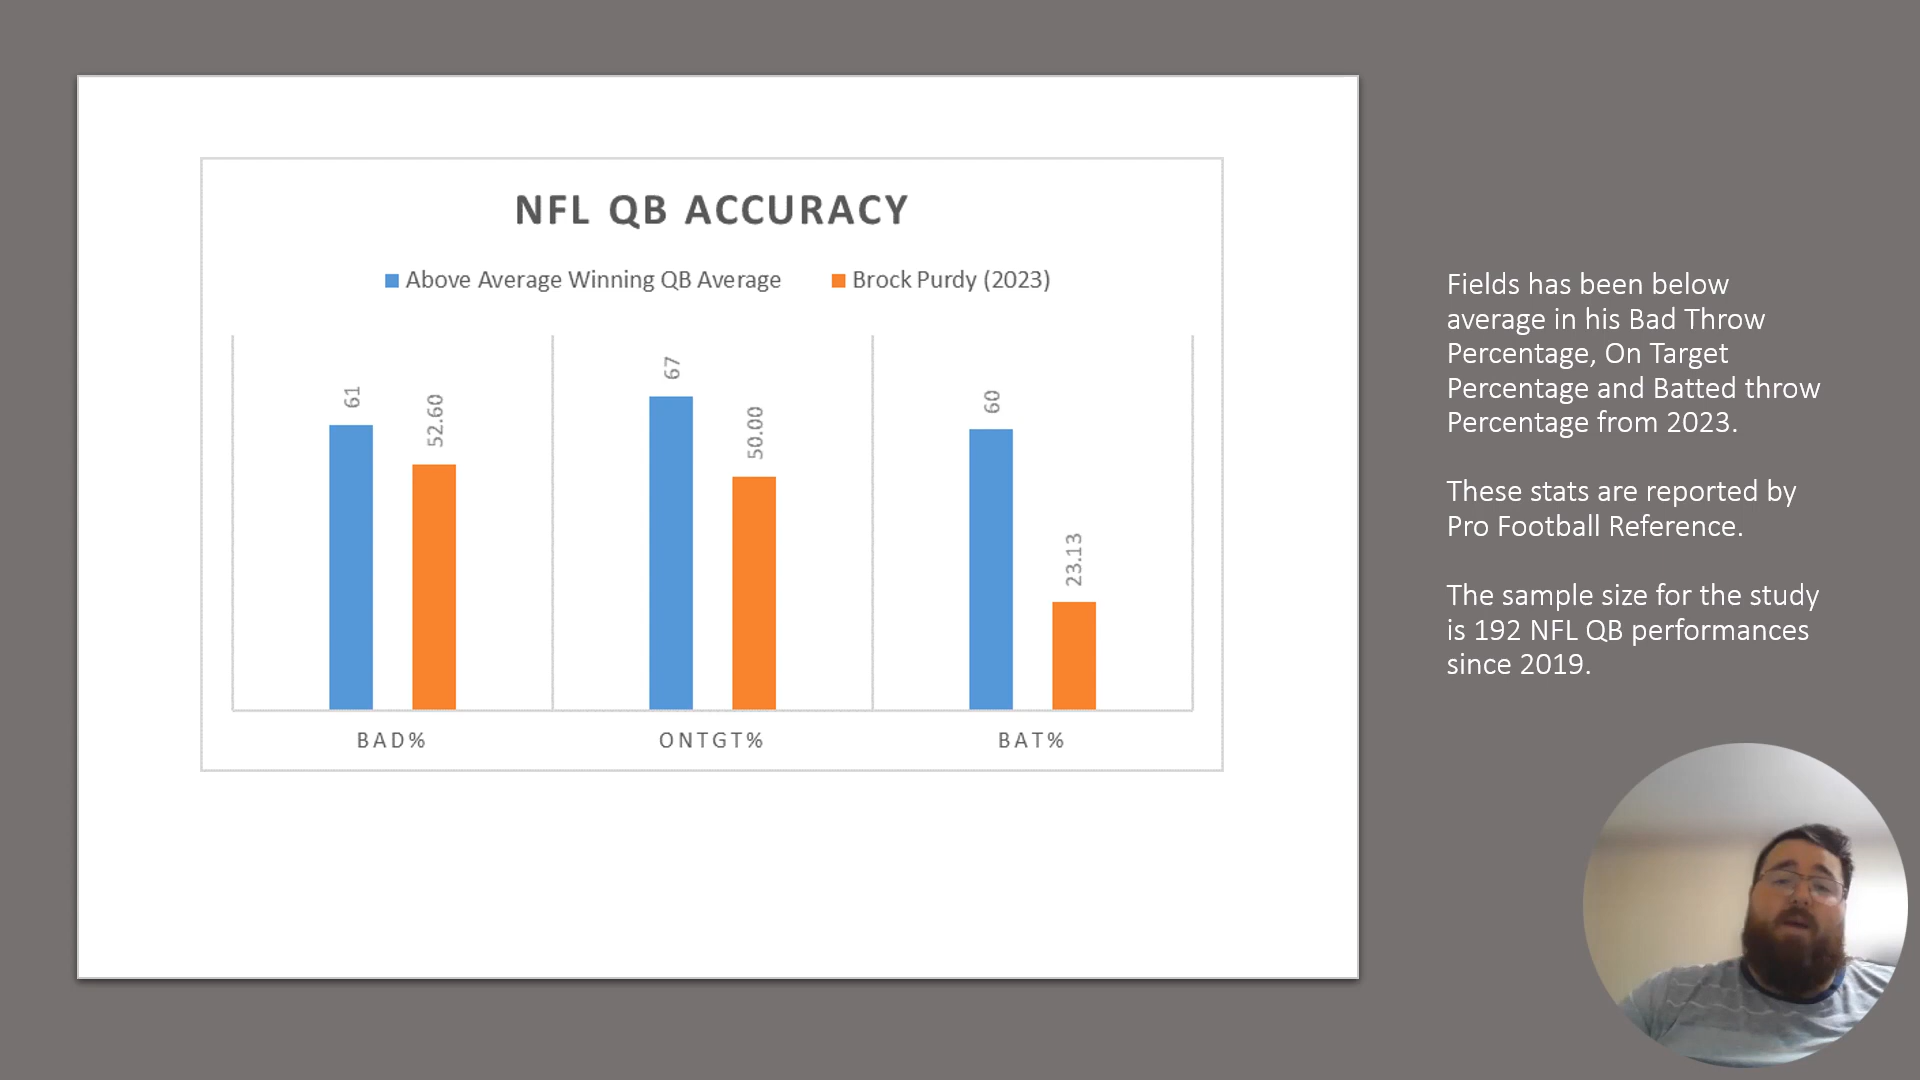 NFL QB ACCURACY
Above Average Winning QB Average Brock Purdy (2023)
61 52.60 67 50.00 60 23.13
BAD% ONTGT% BAT%
Fields has been below
average in his Bad Throw
Percentage, On Target
Percentage and Batted throw
Percentage from 2023.
These stats are reported by
Pro Football Reference.
The sample size for the study
is 192 NFL QB performances
since 2019.